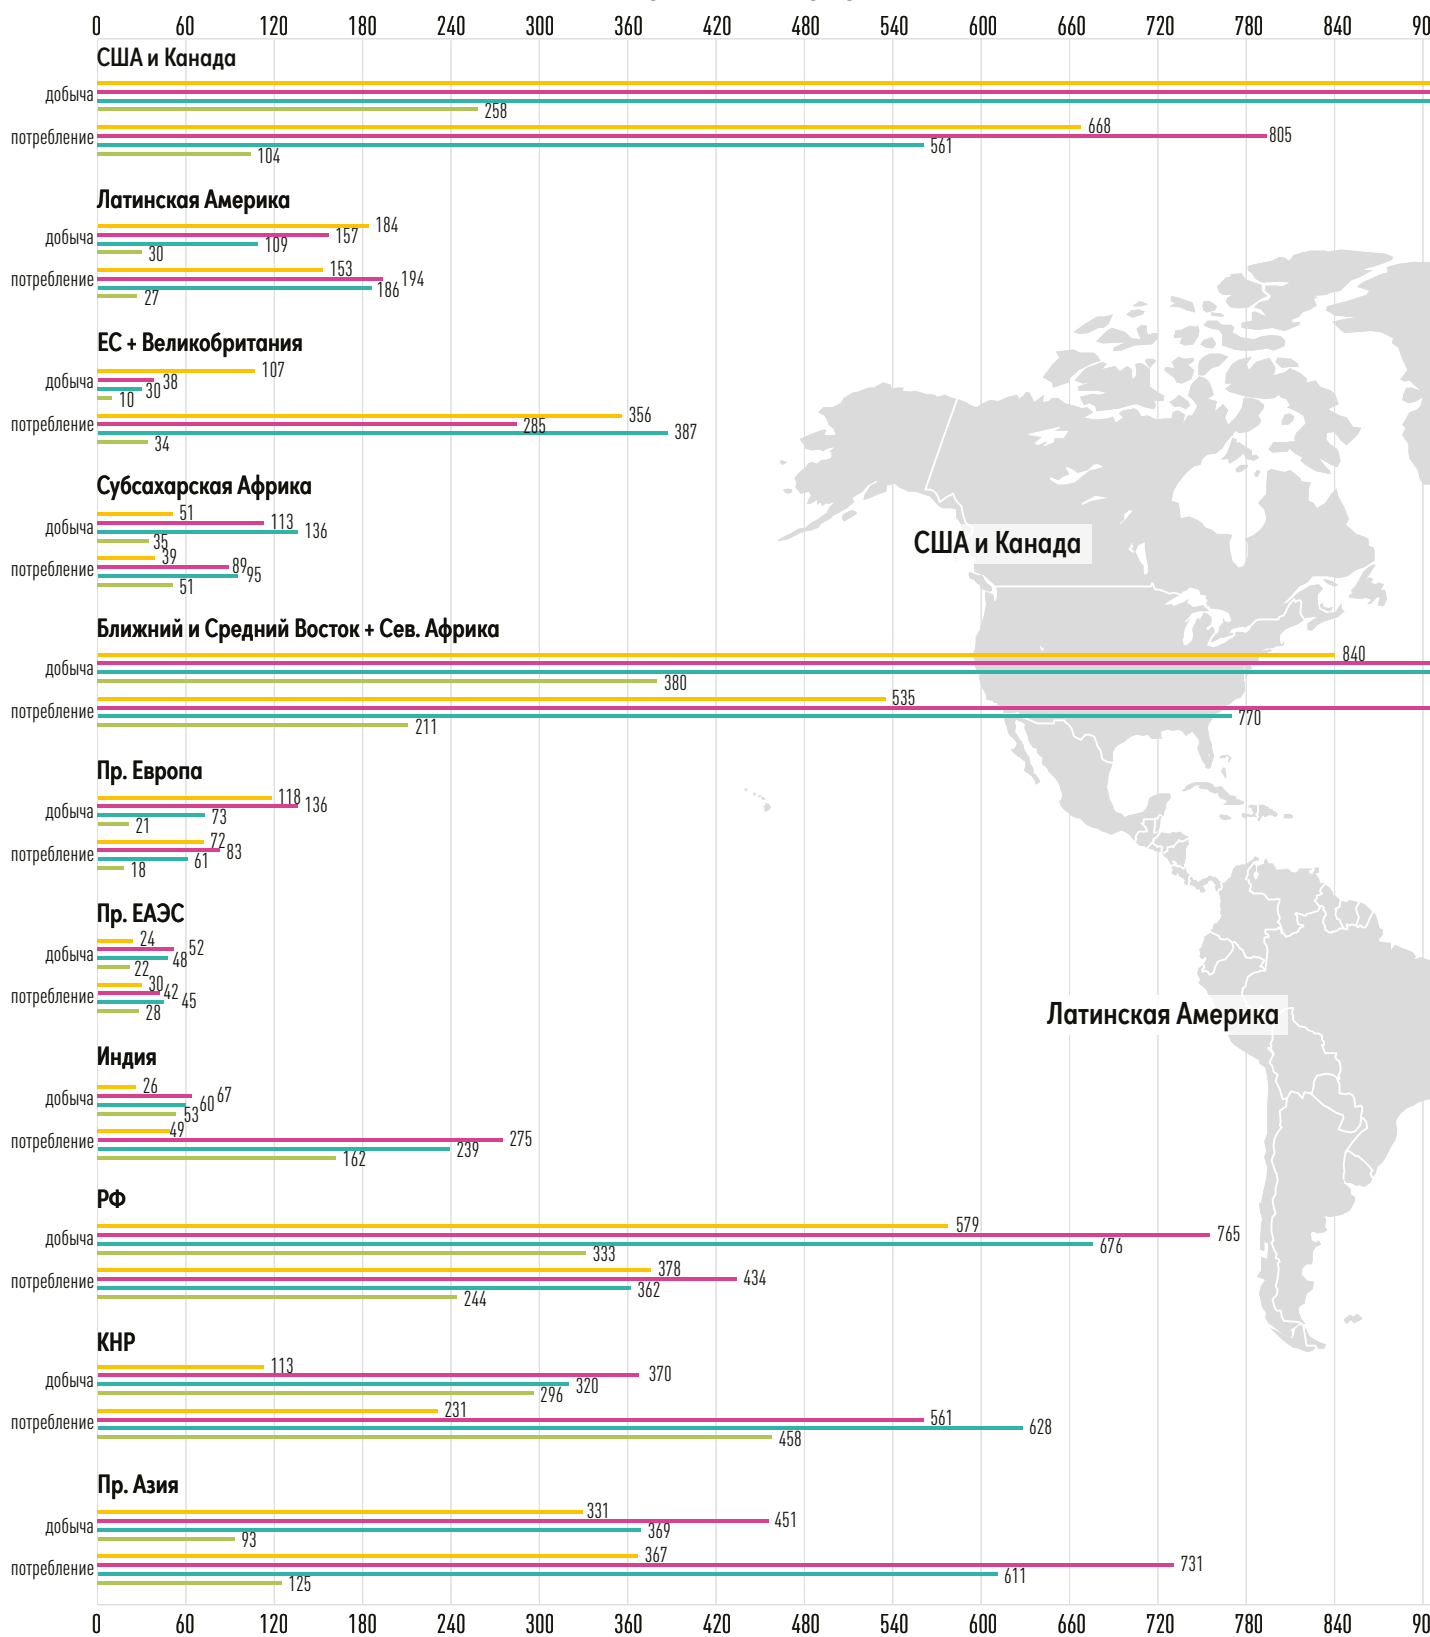 0 60 120 180 240 300 360 420 480 540 600 660 720 780 840 90
США и Канада
добыча
258
потребление
668
805
561
104
Латинская Америка
добыча
184
157
109
30
потребление
153
194
186
27
ЕС + Великобритания
добыча
107
38
30
10
потребление
356
285
387
34
Субсахарская Африка
добыча
51
113
136
35
потребление
39
89
95
51
США и Канада
Ближний и Средний Восток + Сев. Африка
добыча
840
380
потребление
535
770
211
Пр. Европа
добыча
118
136
73
21
потребление
72
83
61
18
Пр. ЕАЭС
добыча
24
52
48
22
потребление
30
42
45
28
Латинская Америка
Индия
добыча
26
67
60
53
потребление
49
275
239
162
РФ
добыча
579
765
676
333
потребление
378
434
362
244
КНР
добыча
113
370
320
296
потребление
231
561
628
458
Пр. Азия
добыча
331
451
369
93
потребление
367
731
611
125
0 60 120 180 240 300 360 420 480 540 600 660 720 780 840 90